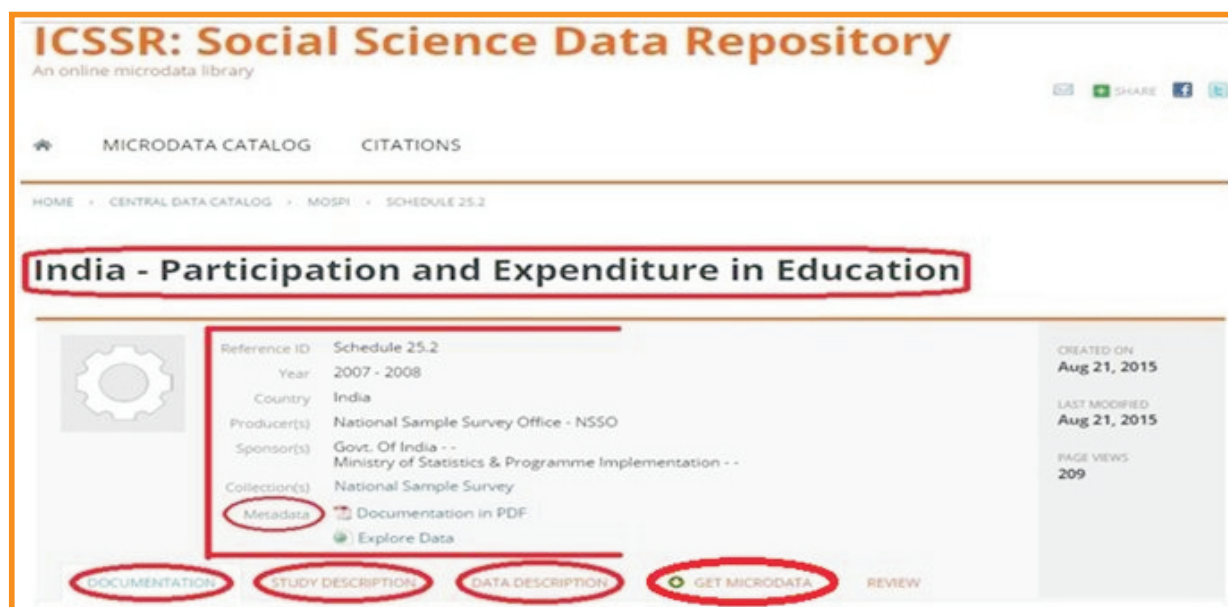 ICSSR: Social Science Data Repository
An online microdata library
SHARE
MICRODATA CATALOG CITATIONS
HOME › CENTRAL DATA CATALOG › MOSPI › SCHEDULE 25.2
India - Participation and Expenditure in Education
Reference ID Schedule 25.2
Year 2007 - 2008
Country India
Producer(s) National Sample Survey Office - NSSO
Sponsor(s) Govt. Of India - -
Ministry of Statistics & Programme Implementation - -
Collection(s) National Sample Survey
Metadata Documentation in PDF
Explore Data
CREATED ON
Aug 21, 2015
LAST MODIFIED
Aug 21, 2015
PAGE VIEWS
209
DOCUMENTATION STUDY DESCRIPTION DATA DESCRIPTION GET MICRODATA REVIEW